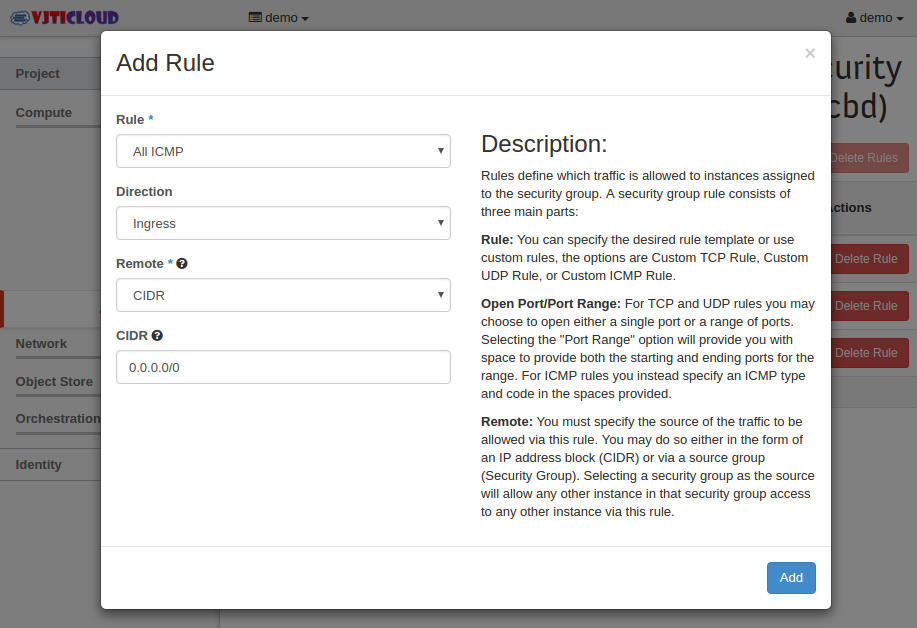 VJTICLOUD
demo
demo
Project
Compute
Network
Object Store
Orchestration
Identity
urity
cbd)
Delete Rules
Actions
Delete Rule
Delete Rule
Delete Rule
Add Rule
×
Rule *
All ICMP
Direction
Ingress
Remote *
CIDR
CIDR
0.0.0.0/0
Description:
Rules define which traffic is allowed to instances assigned
to the security group. A security group rule consists of
three main parts:
Rule: You can specify the desired rule template or use
custom rules, the options are Custom TCP Rule, Custom
UDP Rule, or Custom ICMP Rule.
Open Port/Port Range: For TCP and UDP rules you may
choose to open either a single port or a range of ports.
Selecting the "Port Range" option will provide you with
space to provide both the starting and ending ports for the
range. For ICMP rules you instead specify an ICMP type
and code in the spaces provided.
Remote: You must specify the source of the traffic to be
allowed via this rule. You may do so either in the form of
an IP address block (CIDR) or via a source group
(Security Group). Selecting a security group as the source
will allow any other instance in that security group access
to any other instance via this rule.
Add